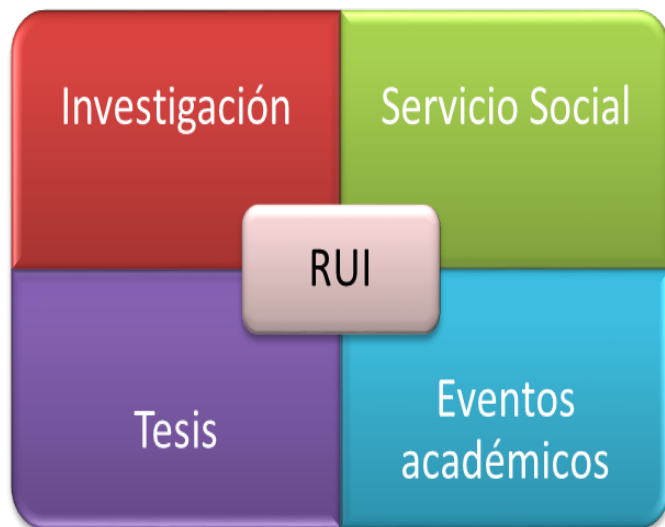 Investigación
Servicio Social
RUI
Tesis
Eventos
académicos